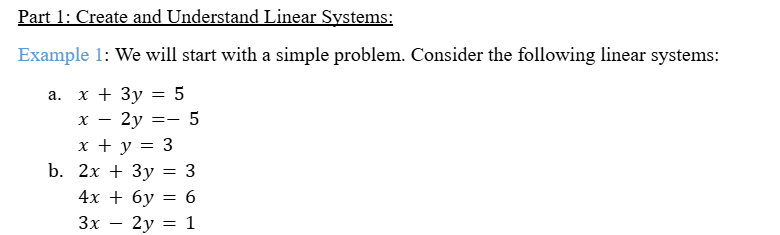 Part 1: Create and Understand Linear Systems:
Example 1: We will start with a simple problem. Consider the following linear systems:
a. x + 3y = 5
x − 2y =− 5
x + y = 3
b. 2x + 3y = 3
4x + 6y = 6
3x − 2y = 1